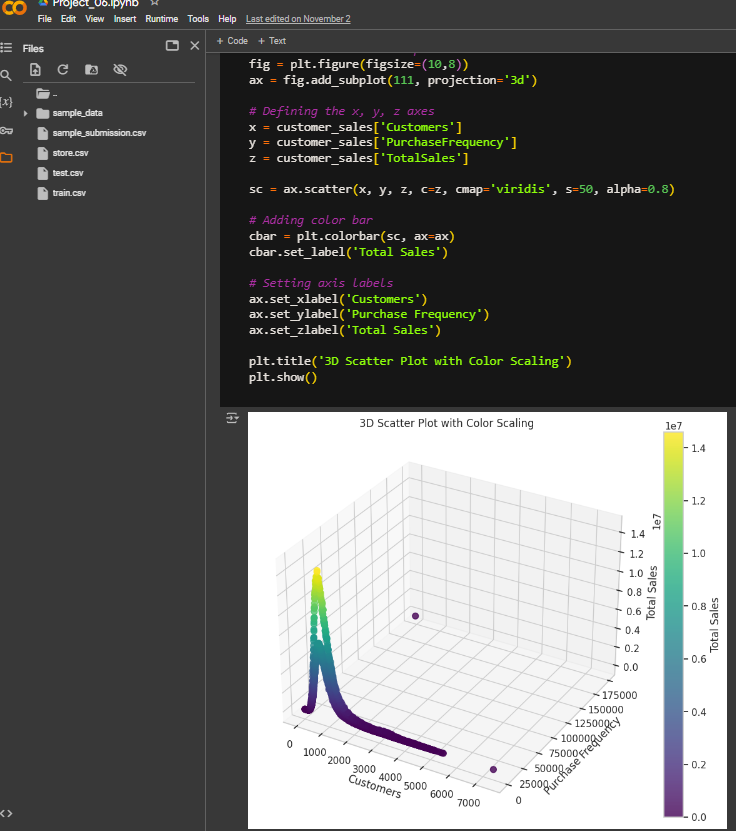 Project_06.ipynb
File Edit View Insert Runtime Tools Help Last edited on November 2
Files
+ Code + Text
..
sample_data
sample_submission.csv
store.csv
test.csv
train.csv
{x}
<>
fig = plt.figure(figsize=(10,8))
ax = fig.add_subplot(111, projection='3d')
# Defining the x, y, z axes
x = customer_sales['Customers']
y = customer_sales['PurchaseFrequency']
z = customer_sales['TotalSales']
sc = ax.scatter(x, y, z, c=z, cmap='viridis', s=50, alpha=0.8)
# Adding color bar
cbar = plt.colorbar(sc, ax=ax)
cbar.set_label('Total Sales')
# Setting axis labels
ax.set_xlabel('Customers')
ax.set_ylabel('Purchase Frequency')
ax.set_zlabel('Total Sales')
plt.title('3D Scatter Plot with Color Scaling')
plt.show()
3D Scatter Plot with Color Scaling
0
1000
2000
3000
4000
5000
6000
7000
Customers
0
25000
50000
75000
100000
125000
150000
175000
Purchase Frequency
1e7
1.4
1.2
1.0
0.8
0.6
0.4
0.2
0.0
Total Sales
1e7
1.4
1.2
1.0
0.8
0.6
0.4
0.2
0.0
Total Sales